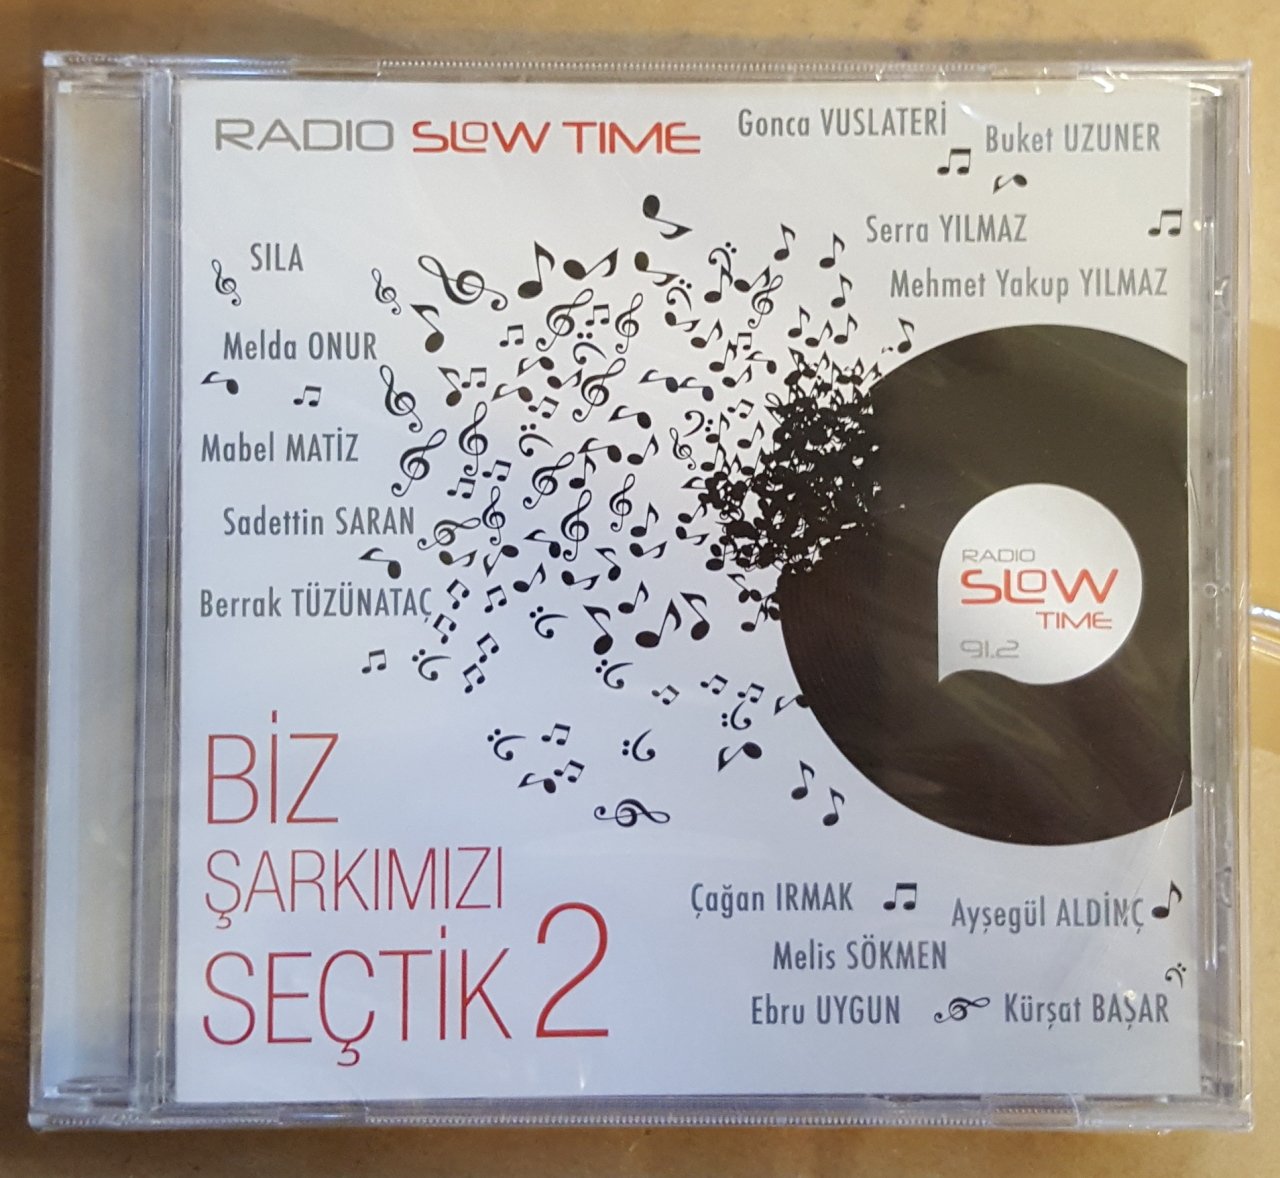 RADIO SLOW TIME
Gonca VUSLATERİ
Buket UZUNER
Serra YILMAZ
Mehmet Yakup YILMAZ
SILA
Melda ONUR
Mabel MATİZ
Sadettin SARAN
Berrak TÜZÜNATAÇ
RADIO
SLOW
TIME
91.2
BİZ
ŞARKIMIZI
SEÇTİK 2
Çağan IRMAK
Ayşegül ALDİNÇ
Melis SÖKMEN
Ebru UYGUN
Kürşat BAŞAR